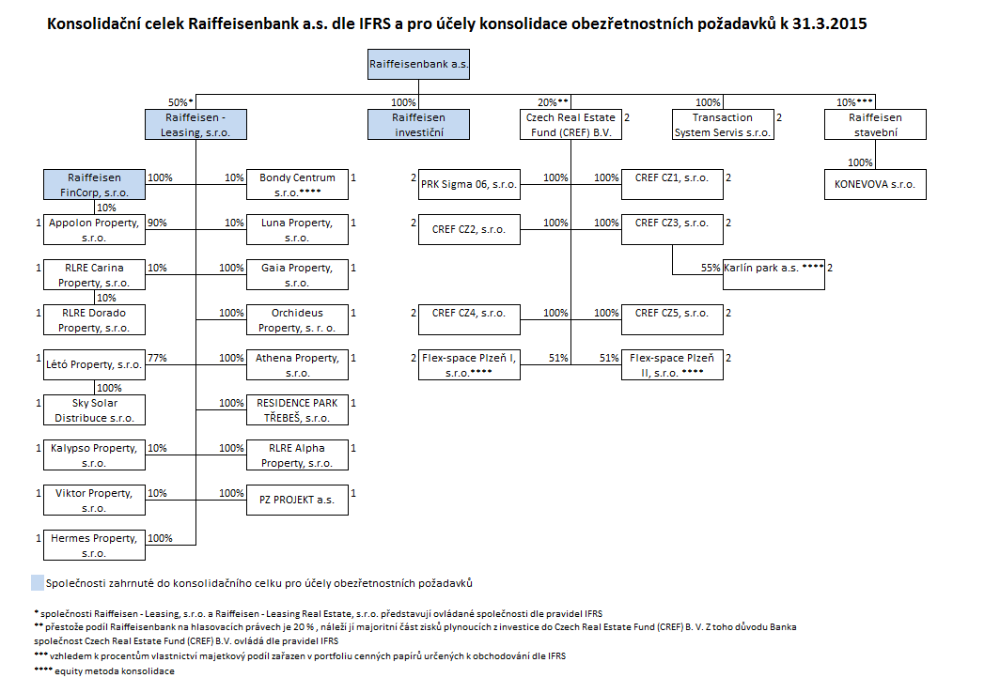 Konsolidační celek Raiffeisenbank a.s. dle IFRS a pro účely konsolidace obezřetnostních požadavků k 31.3.2015
Raiffeisenbank a.s.
50%* 100% 20%** 100% 10%***
Raiffeisen -
Leasing, s.r.o.
Raiffeisen
investiční
Czech Real Estate
Fund (CREF) B.V.
2
Transaction
System Servis s.r.o.
2
Raiffeisen
stavební
100%
KONEVOVA s.r.o.
Raiffeisen
FinCorp, s.r.o.
100%
10%
Bondy Centrum
s.r.o.****
1
10%
1
Appolon Property,
s.r.o.
90%
10%
Luna Property,
s.r.o.
1
1
RLRE Carina
Property, s.r.o.
10%
Gaia Property,
s.r.o.
1
10%
1
RLRE Dorado
Property, s.r.o.
100%
Orchideus
Property, s. r. o.
1
1
Létó Property, s.r.o.
77%
100%
Athena Property,
s.r.o.
1
100%
1
Sky Solar
Distribuce s.r.o.
100%
RESIDENCE PARK
TŘEBEŠ, s.r.o.
1
1
Kalypso Property,
s.r.o.
10%
100%
RLRE Alpha
Property, s.r.o.
1
1
Viktor Property,
s.r.o.
10%
100%
PZ PROJEKT a.s.
1
1
Hermes Property,
s.r.o.
100%
2
PRK Sigma 06, s.r.o.
100%
100%
CREF CZ1, s.r.o.
2
2
CREF CZ2, s.r.o.
100%
100%
CREF CZ3, s.r.o.
2
55%
Karlín park a.s. ****
2
2
CREF CZ4, s.r.o.
100%
100%
CREF CZ5, s.r.o.
2
2
Flex-space Plzeň I,
s.r.o.****
51%
51%
Flex-space Plzeň
II, s.r.o. ****
2
Společnosti zahrnuté do konsolidačního celku pro účely obezřetnostních požadavků
* společnosti Raiffeisen - Leasing, s.r.o. a Raiffeisen - Leasing Real Estate, s.r.o. představují ovládané společnosti dle pravidel IFRS
** přestože podíl Raiffeisenbank na hlasovacích právech je 20 % , náleží jí majoritní část zisků plynoucích z investice do Czech Real Estate Fund (CREF) B. V. Z toho důvodu Banka
společnost Czech Real Estate Fund (CREF) B.V. ovládá dle pravidel IFRS
*** vzhledem k procentům vlastnictví majetkový podíl zařazen v portfoliu cenných papírů určených k obchodování dle IFRS
**** equity metoda konsolidace